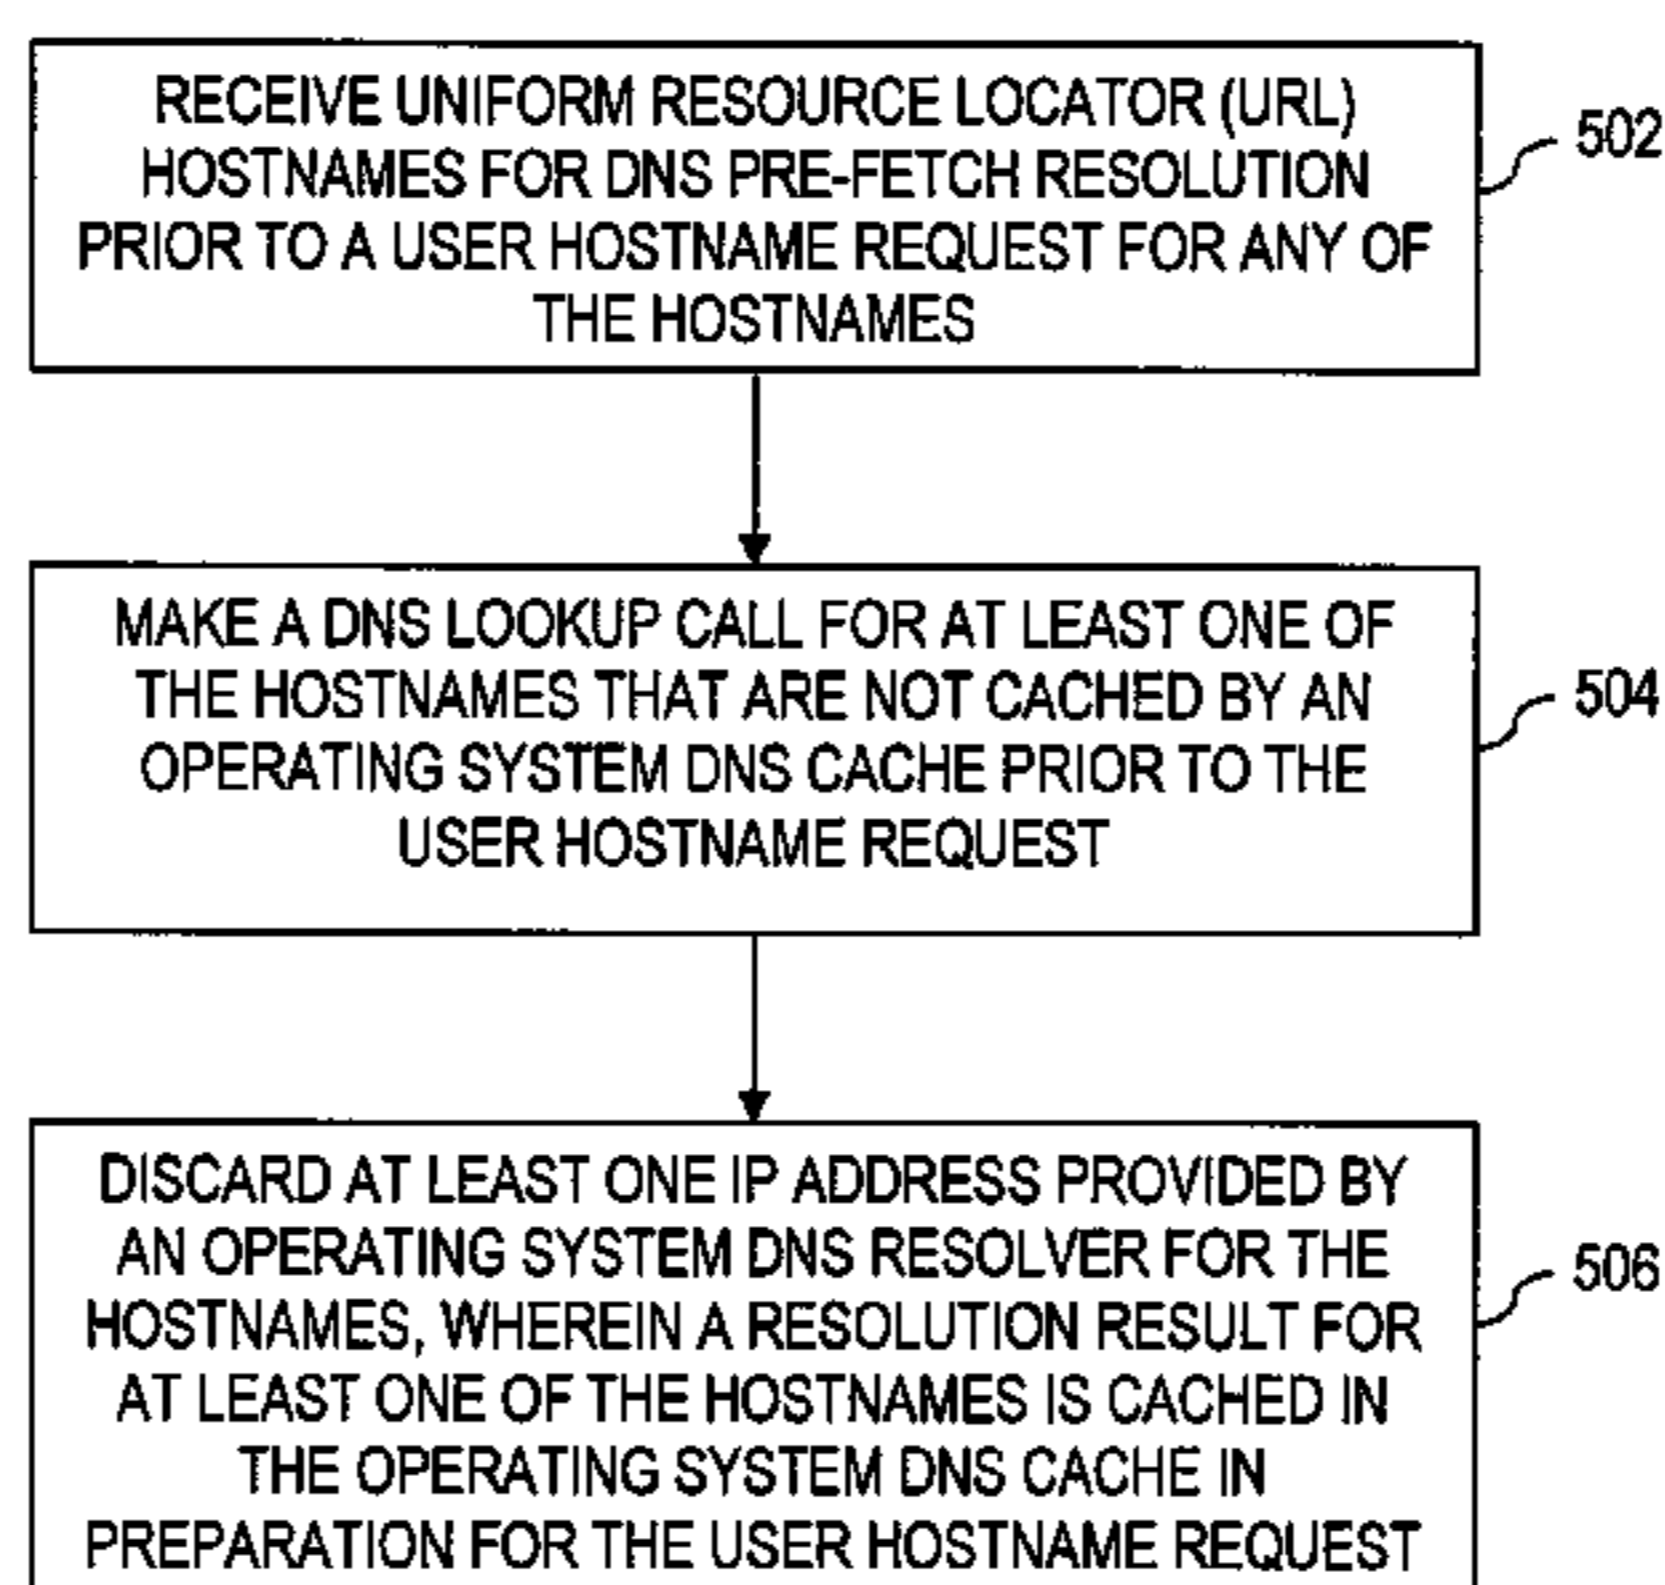 RECEIVE UNIFORM RESOURCE LOCATOR (URL)
HOSTNAMES FOR DNS PRE-FETCH RESOLUTION
PRIOR TO A USER HOSTNAME REQUEST FOR ANY OF
THE HOSTNAMES
502
MAKE A DNS LOOKUP CALL FOR AT LEAST ONE OF
THE HOSTNAMES THAT ARE NOT CACHED BY AN
OPERATING SYSTEM DNS CACHE PRIOR TO THE
USER HOSTNAME REQUEST
504
DISCARD AT LEAST ONE IP ADDRESS PROVIDED BY
AN OPERATING SYSTEM DNS RESOLVER FOR THE
HOSTNAMES, WHEREIN A RESOLUTION RESULT FOR
AT LEAST ONE OF THE HOSTNAMES IS CACHED IN
THE OPERATING SYSTEM DNS CACHE IN
PREPARATION FOR THE USER HOSTNAME REQUEST
506